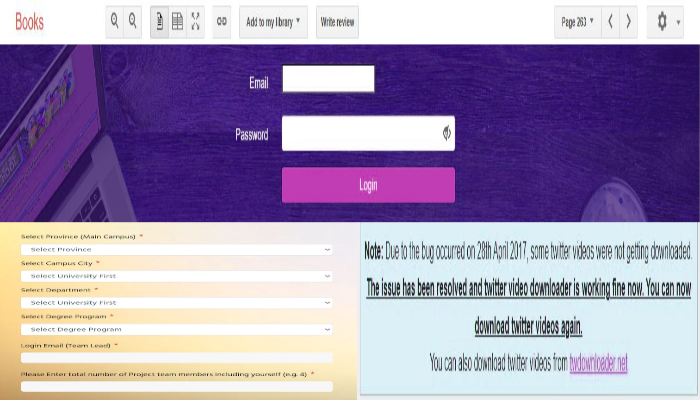 Books
Add to my library
Write review
Page 263
Email
Password
Login
Select Province (Main Campus) *
Select Province
Select Campus City *
Select University First
Select Department *
Select University First
Select Degree Program *
Select Degree Program
Login Email (Team Lead) *
Please Enter total number of Project team members including yourself (e.g. 4) *
Note: Due to the bug occurred on 28th April 2017, some twitter videos were not getting downloaded.
The issue has been resolved and twitter video downloader is working fine now. You can now
download twitter videos again.
You can also download twitter videos from twdownloader.net